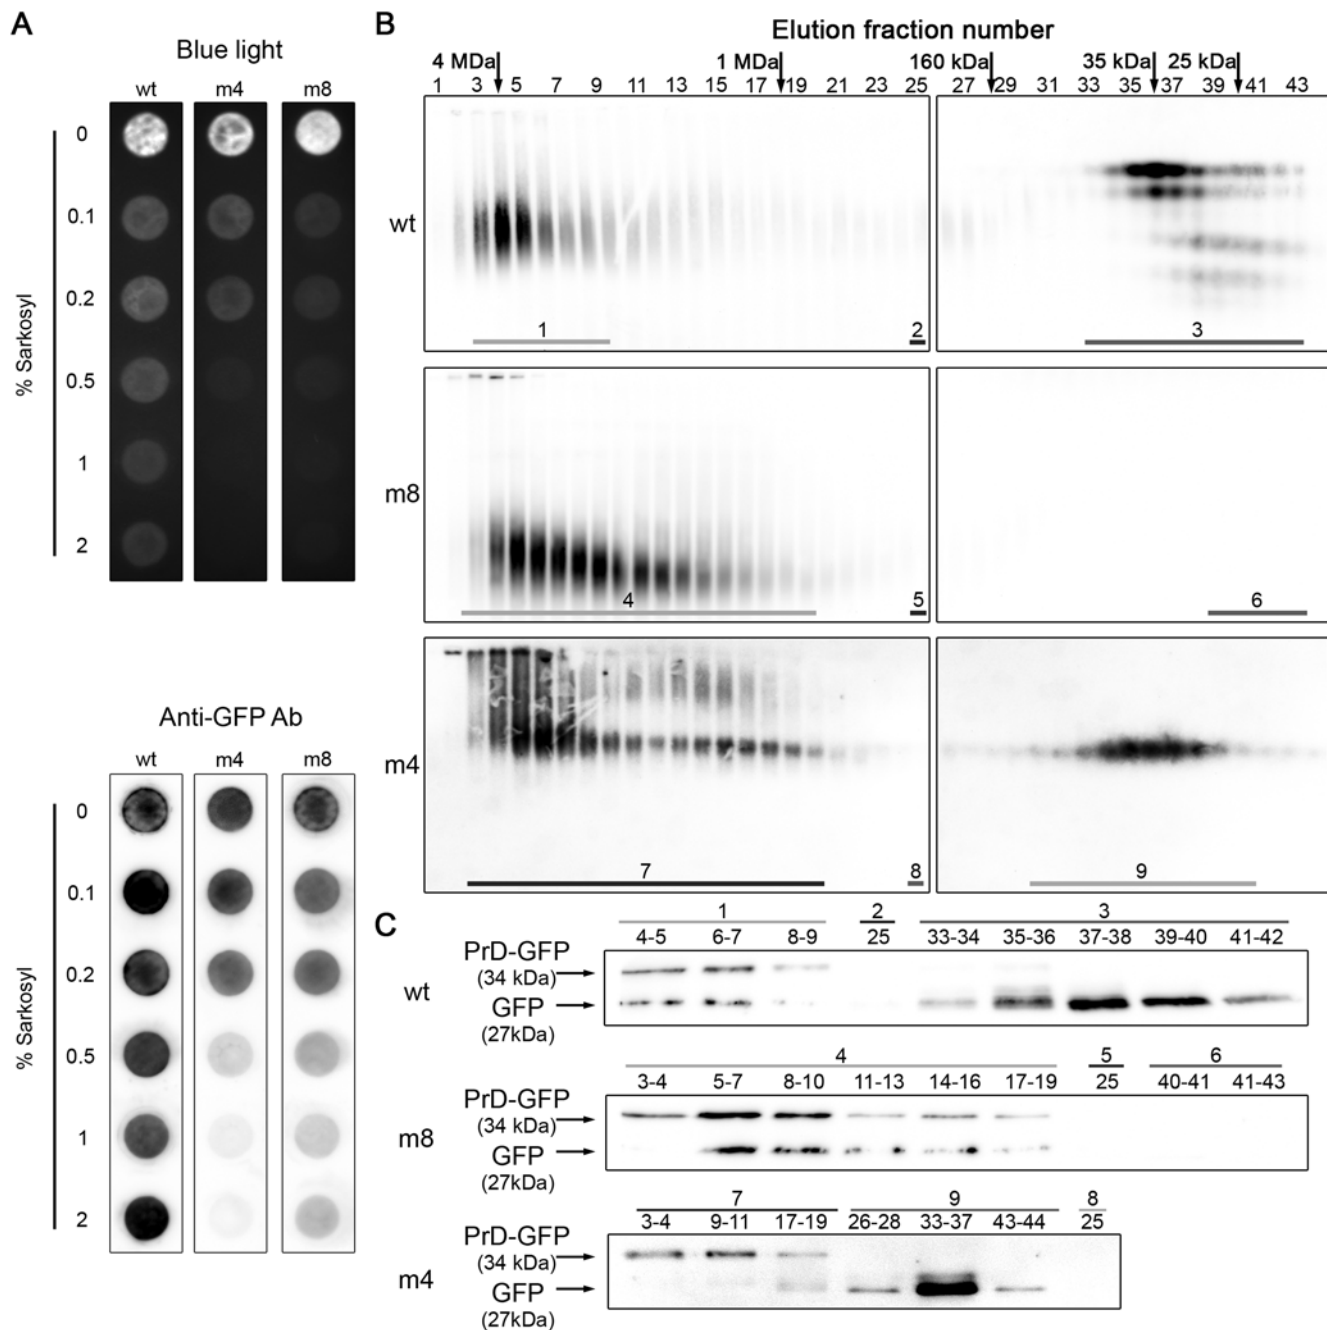 A
Blue light
wt m4 m8
% Sarkosyl
0
0.1
0.2
0.5
1
2
Anti-GFP Ab
wt m4 m8
% Sarkosyl
0
0.1
0.2
0.5
1
2
B
Elution fraction number
4 MDa 1 MDa 160 kDa 35 kDa 25 kDa
1 3 5 7 9 11 13 15 17 19 21 23 25 27 29 31 33 35 37 39 41 43
wt
1 2 3
m8
4 5 6
m4
7 8 9
C
1 2 3
4-5 6-7 8-9 25 33-34 35-36 37-38 39-40 41-42
PrD-GFP
(34 kDa)
wt
GFP
(27kDa)
4 5 6
3-4 5-7 8-10 11-13 14-16 17-19 25 40-41 41-43
PrD-GFP
(34 kDa)
m8
GFP
(27kDa)
7 9 8
3-4 9-11 17-19 26-28 33-37 43-44 25
PrD-GFP
(34 kDa)
m4
GFP
(27kDa)